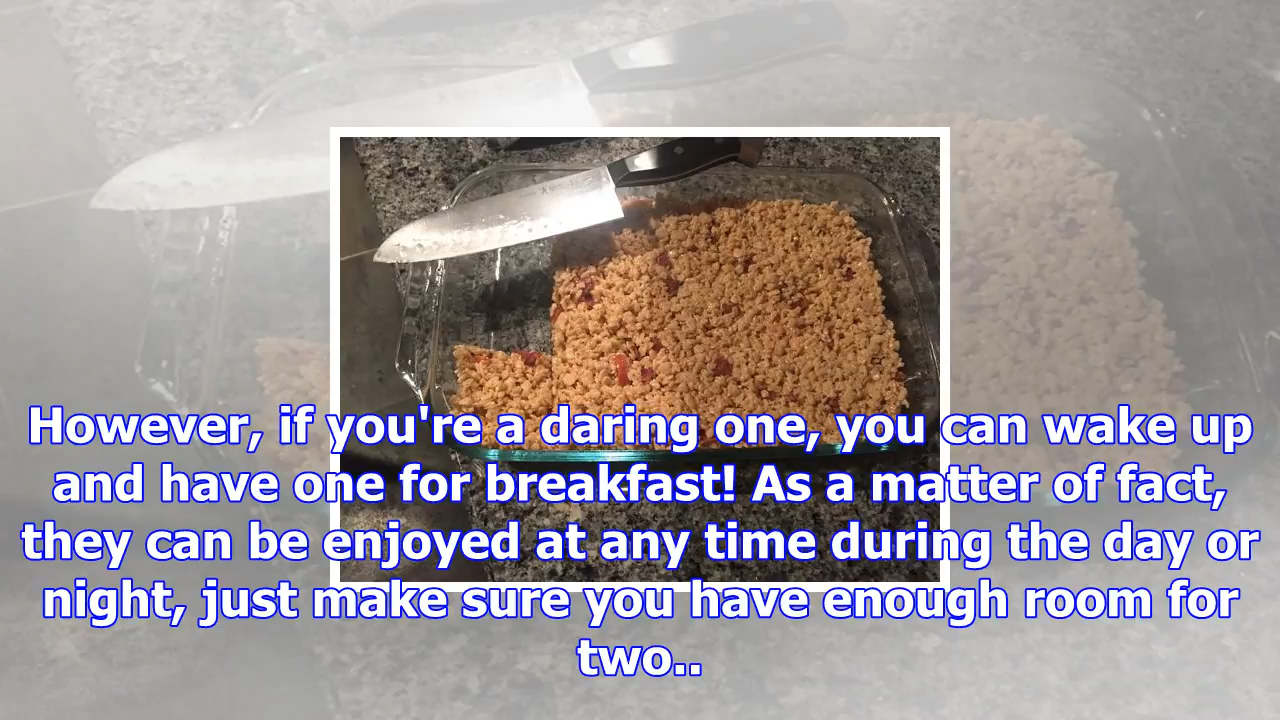 However, if you're a daring one, you can wake up
and have one for breakfast! As a matter of fact,
they can be enjoyed at any time during the day or
night, just make sure you have enough room for
two..